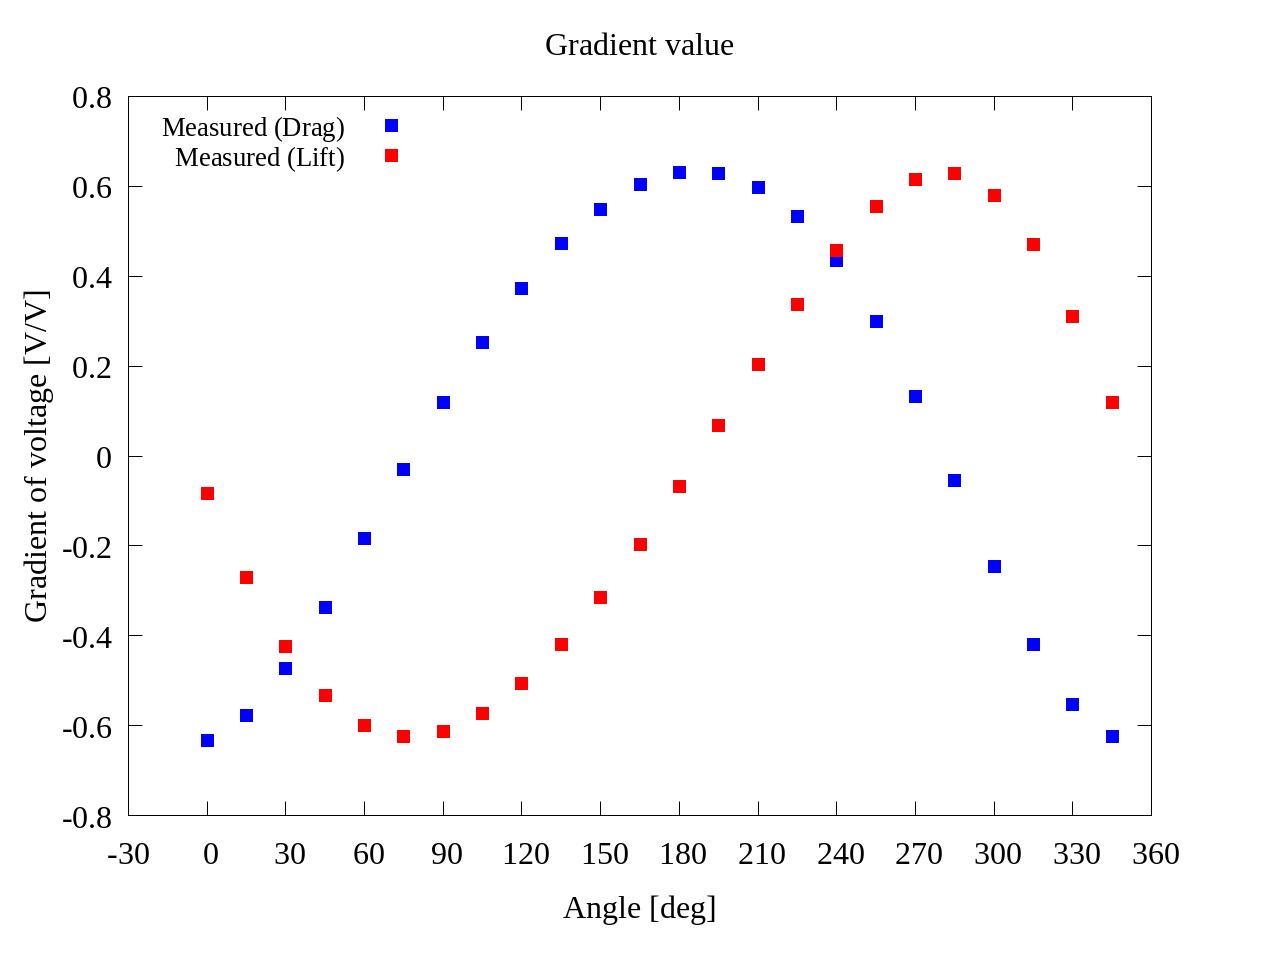 Gradient value
Measured (Drag)
Measured (Lift)
0.8
0.6
0.4
0.2
0
-0.2
-0.4
-0.6
-0.8
Gradient of voltage [V/V]
-30 0 30 60 90 120 150 180 210 240 270 300 330 360
Angle [deg]